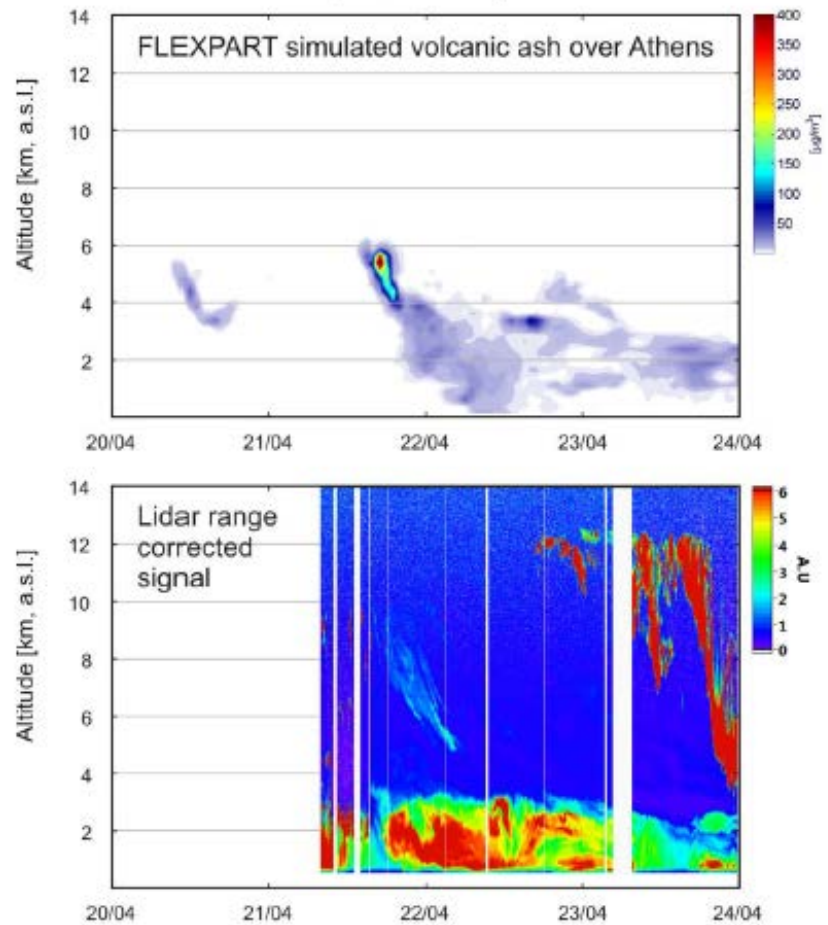 FLEXPART simulated volcanic ash over Athens
Altitude [km, a.s.l.]
14
12
10
8
6
4
2
20/04 21/04 22/04 23/04 24/04
400
350
300
250
200
150
100
50
[µg/m³]
Lidar range
corrected
signal
Altitude [km, a.s.l.]
14
12
10
8
6
4
2
20/04 21/04 22/04 23/04 24/04
6
5
4
3
2
1
0
A.U